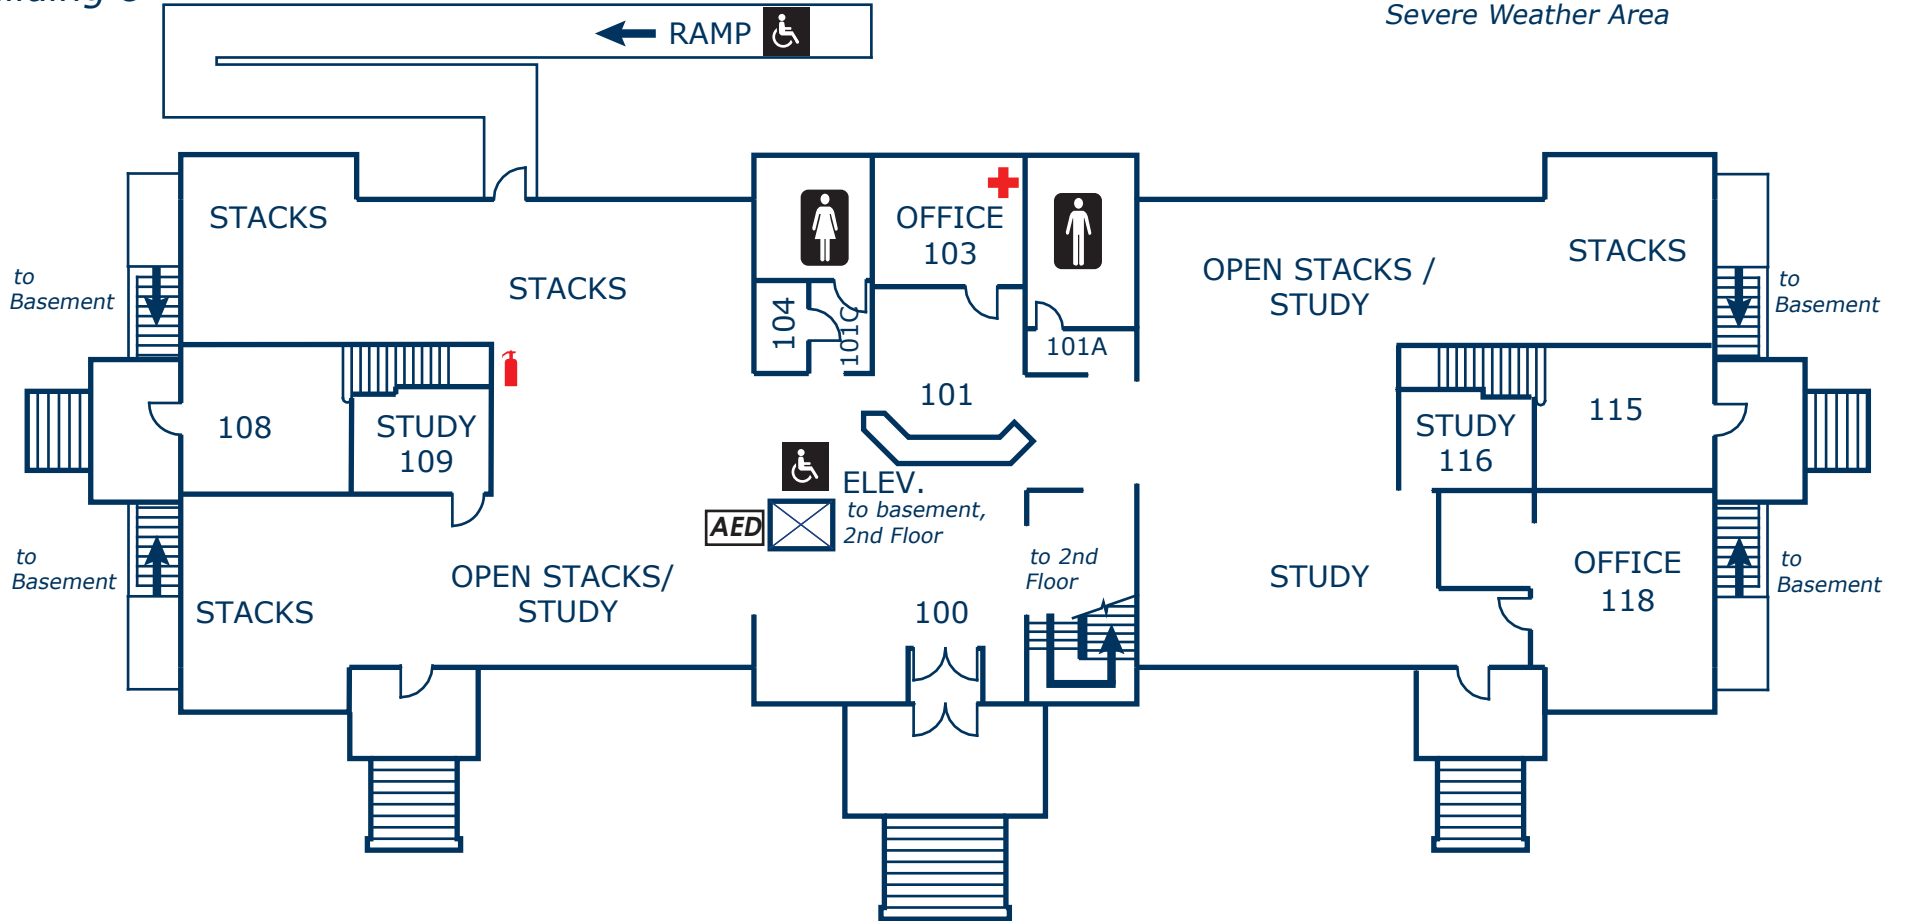 Severe Weather Area
RAMP
STACKS
STACKS
OFFICE
103
OPEN STACKS /
STUDY
STACKS
to
Basement
to
Basement
104
101C
101A
101
108
STUDY
109
STUDY
116
115
ELEV.
to basement,
2nd Floor
AED
to
Basement
to 2nd
Floor
to
Basement
STACKS
OPEN STACKS/
STUDY
100
STUDY
OFFICE
118